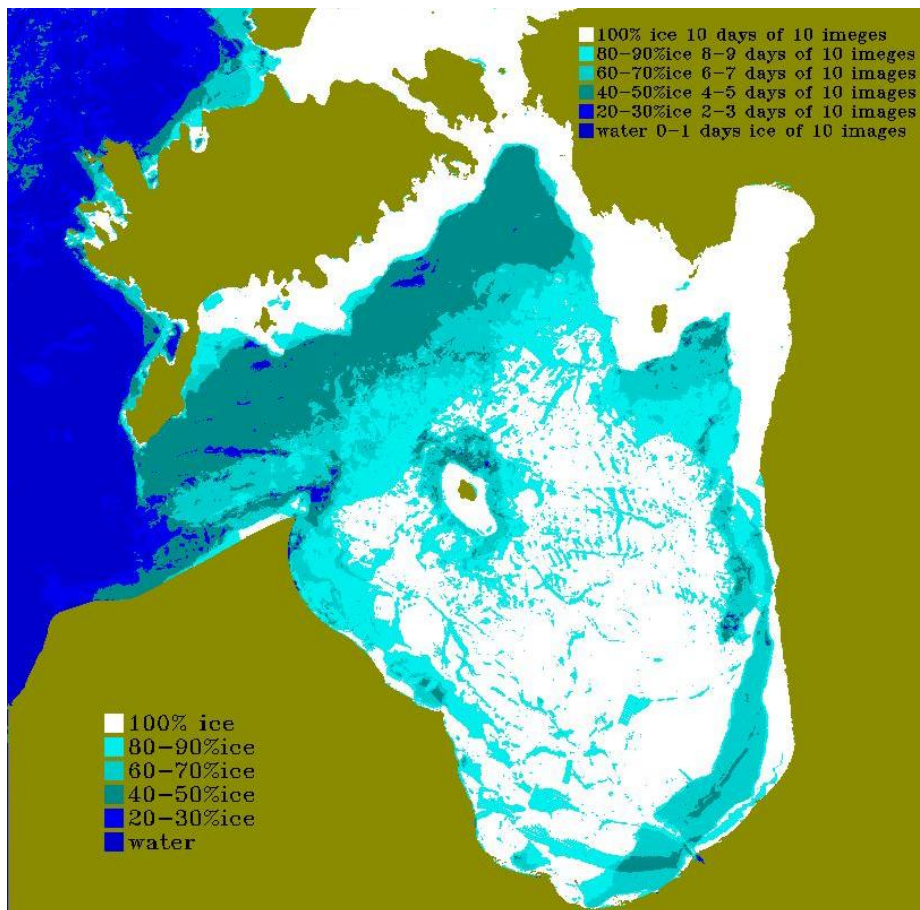 100% ice 10 days of 10 imeges
80-90%ice 8-9 days of 10 images
60-70%ice 6-7 days of 10 images
40-50%ice 4-5 days of 10 images
20-30%ice 2-3 days of 10 images
water 0-1 days ice of 10 images
100% ice
80-90%ice
60-70%ice
40-50%ice
20-30%ice
water